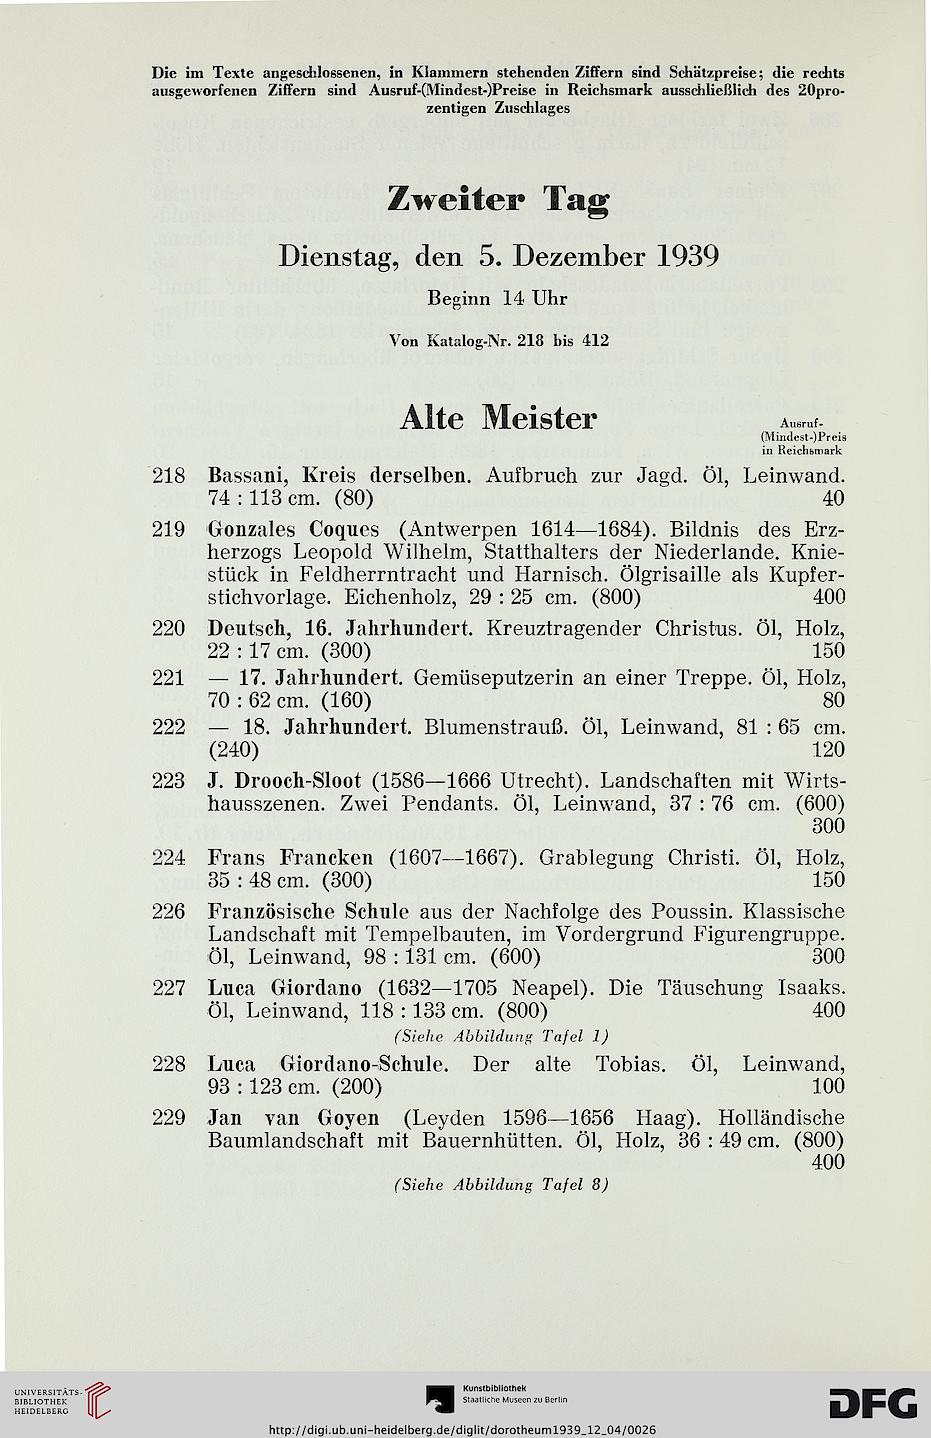 Die im Texte angeschlossenen, in Klammern stehenden Ziffern sind Schätzpreise; die rechts
ausgeworfenen Ziffern sind Ausruf-(Mindest-)Preise in Reichsmark ausschließlich des 20pro-
zentigen Zuschlages
Zweiter Tag
Dienstag, den 5. Dezember 1939
Beginn 14 Uhr
Von Katalog-Nr. 218 bis 412
Alte Meister
Ausruf-
(Mindest-)Preis
in Reichsmark
218 Bassani, Kreis derselben. Aufbruch zur Jagd. Öl, Leinwand.
74 : 113 cm. (80) 40
219 Gonzales Coques (Antwerpen 1614—1684). Bildnis des Erz-
herzogs Leopold Wilhelm, Statthalters der Niederlande. Knie-
stück in Feldherrntracht und Harnisch. Ölgrisaille als Kupfer-
stichvorlage. Eichenholz, 29 : 25 cm. (800) 400
220 Deutsch, 16. Jahrhundert. Kreuztragender Christus. Öl, Holz,
22 : 17 cm. (300) 150
221 — 17. Jahrhundert. Gemüseputzerin an einer Treppe. Öl, Holz,
70 : 62 cm. (160) 80
222 — 18. Jahrhundert. Blumenstrauß. Öl, Leinwand, 81 : 65 cm.
(240) 120
223 J. Drooch-Sloot (1586—1666 Utrecht). Landschaften mit Wirts-
hausszenen. Zwei Pendants. Öl, Leinwand, 37 : 76 cm. (600)
300
224 Frans Francken (1607—1667). Grablegung Christi. Öl, Holz,
35 : 48 cm. (300) 150
226 Französische Schule aus der Nachfolge des Poussin. Klassische
Landschaft mit Tempelbauten, im Vordergrund Figurengruppe.
Öl, Leinwand, 98 : 131 cm. (600) 300
227 Luca Giordano (1632—1705 Neapel). Die Täuschung Isaaks.
Öl, Leinwand, 118 : 133 cm. (800) 400
(Siehe Abbildung Tafel 1)
228 Luca Giordano-Schule. Der alte Tobias. Öl, Leinwand,
93 : 123 cm. (200) 100
229 Jan van Goyen (Leyden 1596—1656 Haag). Holländische
Baumlandschaft mit Bauernhütten. Öl, Holz, 36 : 49 cm. (800)
400
(Siehe Abbildung Tafel 8)
UNIVERSITÄTS-
BIBLIOTHEK
HEIDELBERG
Kunstbibliothek
Staatliche Museen zu Berlin
DFG
http://digi.ub.uni-heidelberg.de/diglit/dorotheum1939_12_04/0026